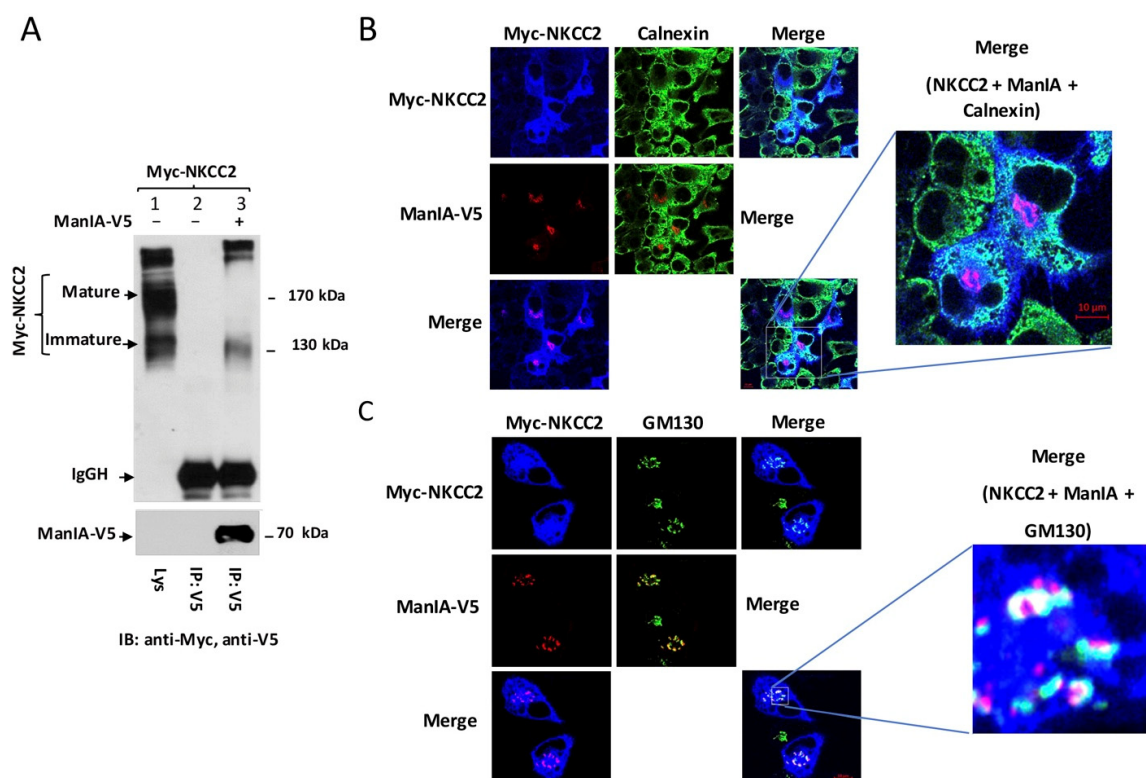 A
Myc-NKCC2
1 2 3
ManIA-V5 – – +
Myc-NKCC2
Mature
170 kDa
Immature
130 kDa
IgGH
ManIA-V5
70 kDa
Lys
IP: V5
IP: V5
IB: anti-Myc, anti-V5
B
Myc-NKCC2 Calnexin Merge
Myc-NKCC2
ManIA-V5
Merge
Merge
Merge
(NKCC2 + ManIA +
Calnexin)
10 µm
C
Myc-NKCC2 GM130 Merge
Myc-NKCC2
ManIA-V5
Merge
Merge
Merge
(NKCC2 + ManIA +
GM130)